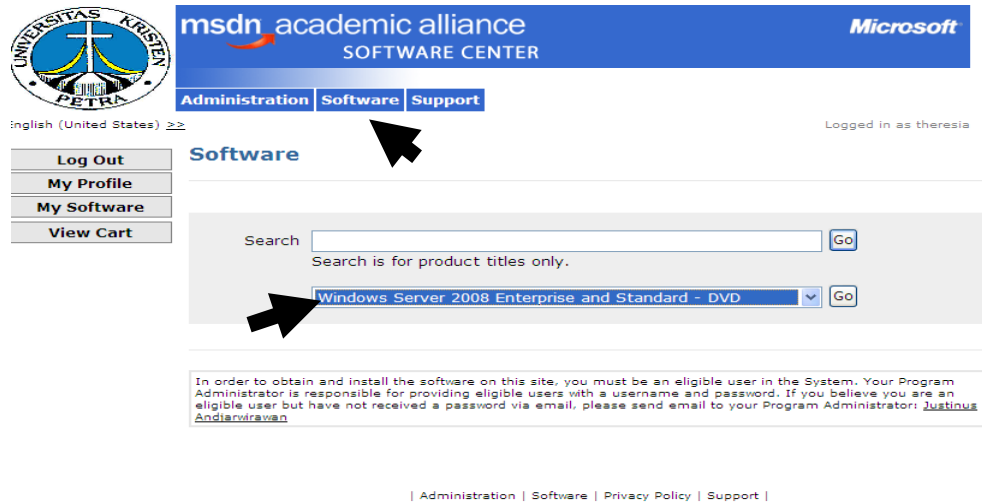 UNIVERSITAS KRISTEN
PETRA
msdn academic alliance
SOFTWARE CENTER
Microsoft
Administration Software Support
English (United States) >>
Logged in as theresia
Log Out
My Profile
My Software
View Cart
Software
Search
Go
Search is for product titles only.
Windows Server 2008 Enterprise and Standard - DVD
Go
In order to obtain and install the software on this site, you must be an eligible user in the System. Your Program
Administrator is responsible for providing eligible users with a username and password. If you believe you are an
eligible user but have not received a password via email, please send email to your Program Administrator: Justinus
Andjarwirawan
| Administration | Software | Privacy Policy | Support |